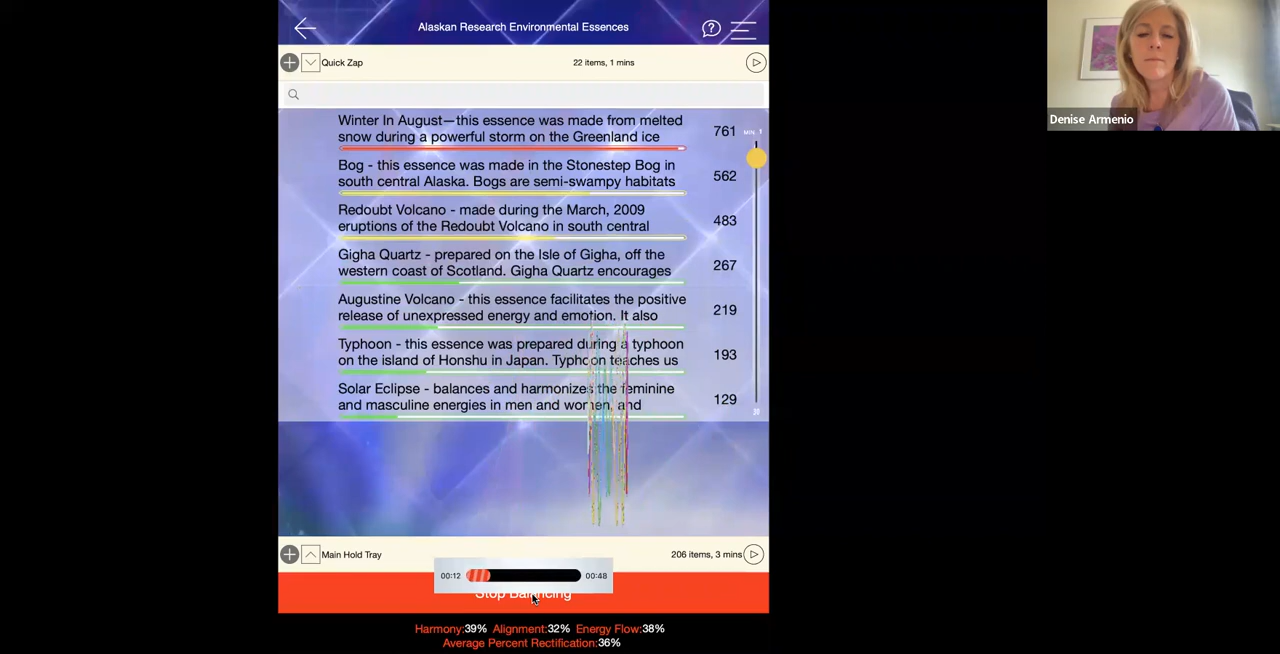 Alaskan Research Environmental Essences
Quick Zap
22 items, 1 mins
Winter In August—this essence was made from melted
snow during a powerful storm on the Greenland ice
761
Bog - this essence was made in the Stonestep Bog in
south central Alaska. Bogs are semi-swampy habitats
562
Redoubt Volcano - made during the March, 2009
eruptions of the Redoubt Volcano in south central
483
Gigha Quartz - prepared on the Isle of Gigha, off the
western coast of Scotland. Gigha Quartz encourages
267
Augustine Volcano - this essence facilitates the positive
release of unexpressed energy and emotion. It also
219
Typhoon - this essence was prepared during a typhoon
on the island of Honshu in Japan. Typhoon teaches us
193
Solar Eclipse - balances and harmonizes the feminine
and masculine energies in men and women, and
129
Main Hold Tray
206 items, 3 mins
00:12
00:48
Stop Balancing
Harmony:39% Alignment:32% Energy Flow:38%
Average Percent Rectification:36%
Denise Armenio